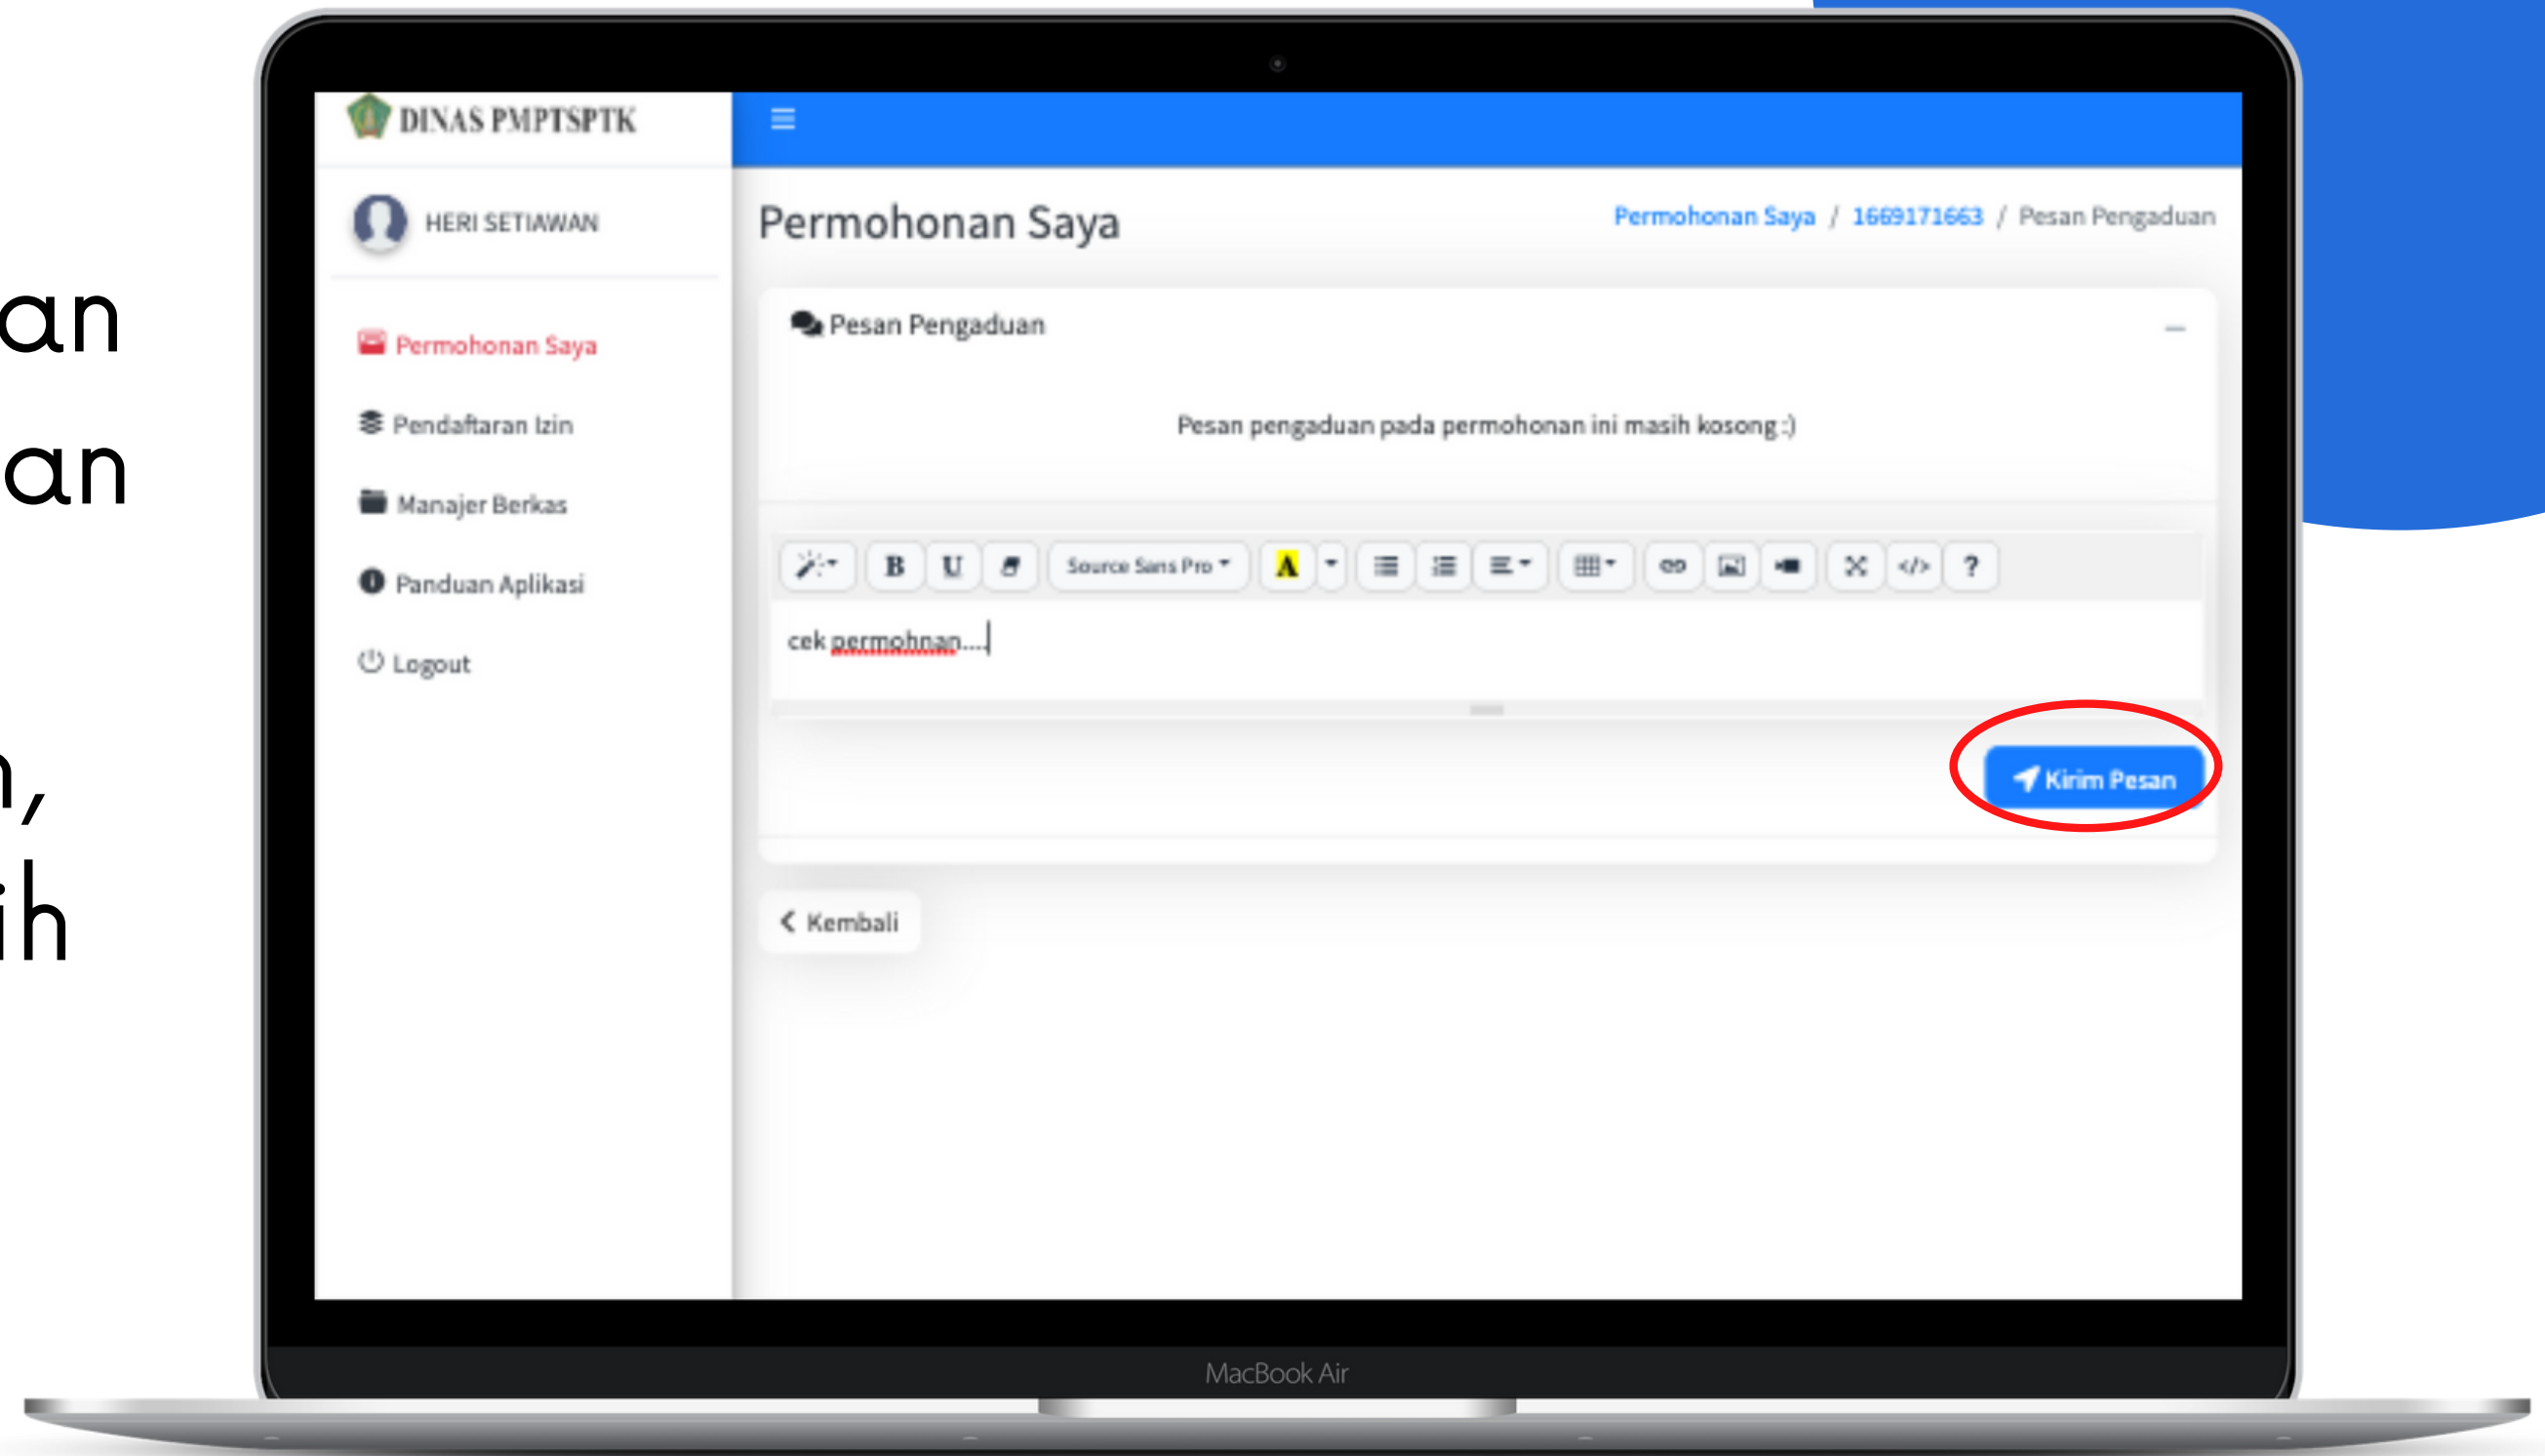 an
an
n,
ih
DINAS PMPTSPTK
HERI SETIAWAN
Permohonan Saya
Pendaftaran Izin
Manajer Berkas
Panduan Aplikasi
Logout
Permohonan Saya
Permohonan Saya / 1669171663 / Pesan Pengaduan
Pesan Pengaduan
Pesan pengaduan pada permohonan ini masih kosong :)
B U Source Sans Pro A </> ?
cek permohnan....
Kirim Pesan
Kembali
MacBook Air